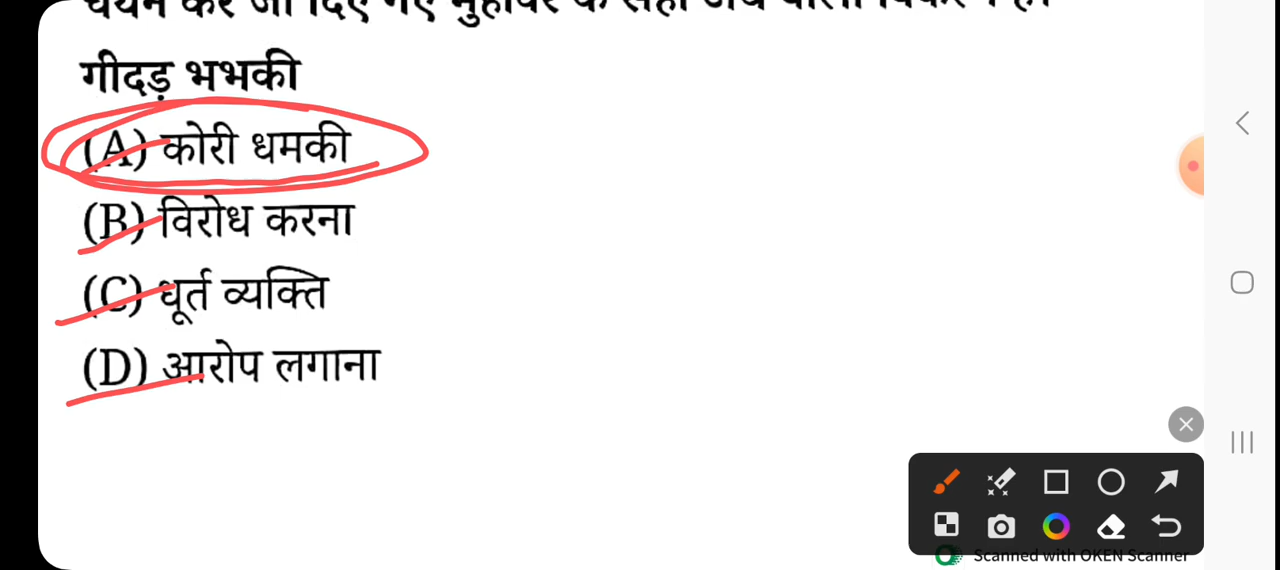 गीदड़ भभकी
(A) कोरी धमकी
(B) विरोध करना
(C) धूर्त व्यक्ति
(D) आरोप लगाना
Scanned with OKEN Scanner